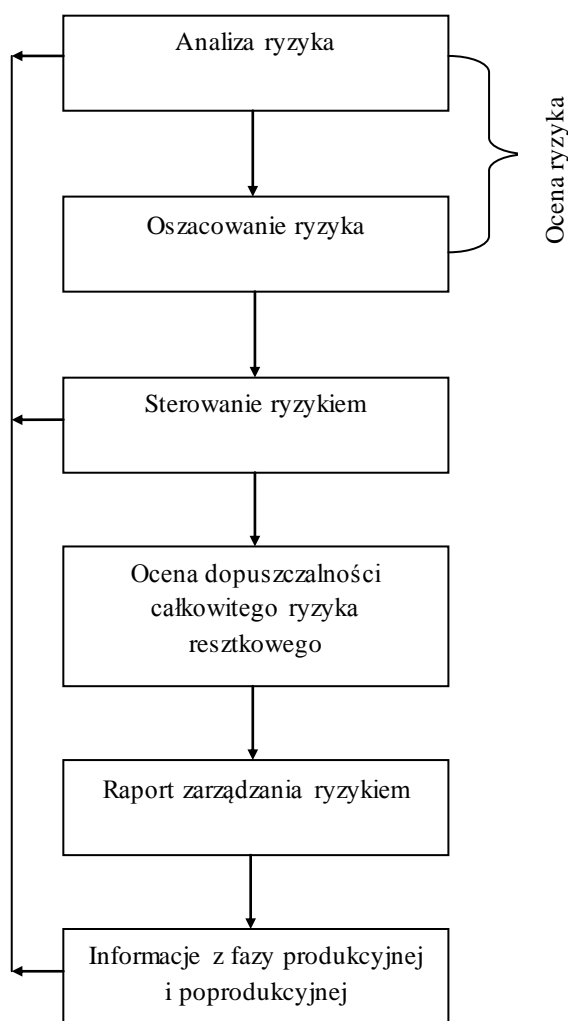 Analiza ryzyka
Ocena ryzyka
Oszacowanie ryzyka
Sterowanie ryzykiem
Ocena dopuszczalności
całkowitego ryzyka
resztkowego
Raport zarządzania ryzykiem
Informacje z fazy produkcyjnej
i poprodukcyjnej